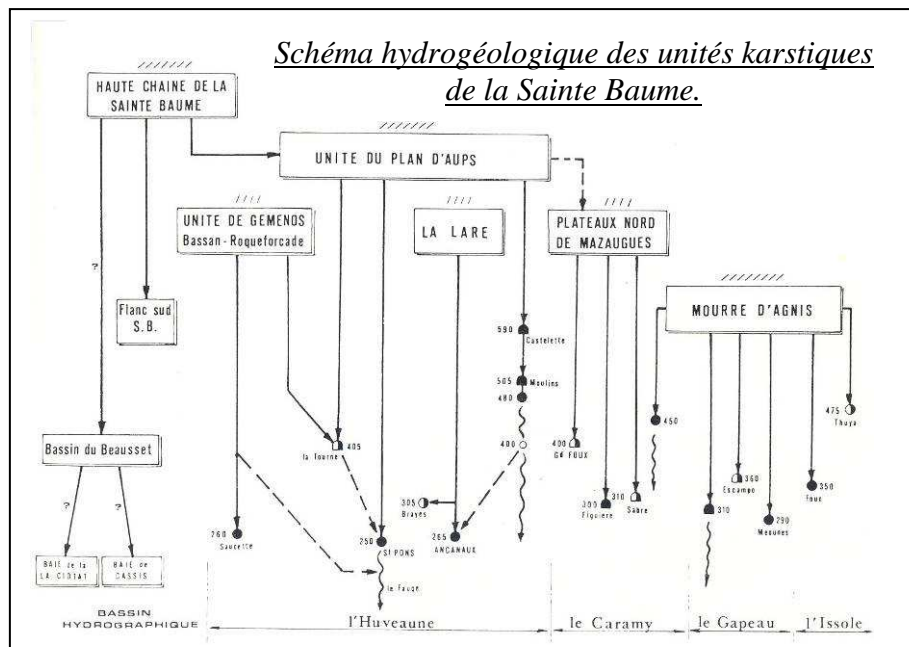 Schéma hydrogéologique des unités karstiques
de la Sainte Baume.
HAUTE CHAINE DE LA
SAINTE BAUME
UNITE DU PLAN D'AUPS
UNITE DE GEMENOS
Bassan-Roqueforcade
LA LARE
PLATEAUX NORD
DE MAZAUGUES
?
Flanc sud
S.B.
MOURRE D'AGNIS
590
Castelette
505
Moulins
480
475
Thuya
450
405
la Tourne
400
400
Gd FOUX
Bassin du Beausset
?
?
305
Brayes
300
Figuière
310
Sabre
310
360
Escampo
350
Foux
260
Saucette
250
St PONS
265
ANCANAUX
290
Meounes
BAIE de la
LA CIOTAT
BAIE de
CASSIS
le Fauge
BASSIN
HYDROGRAPHIQUE
l'Huveaune
le Caramy
le Gapeau
l'Issole